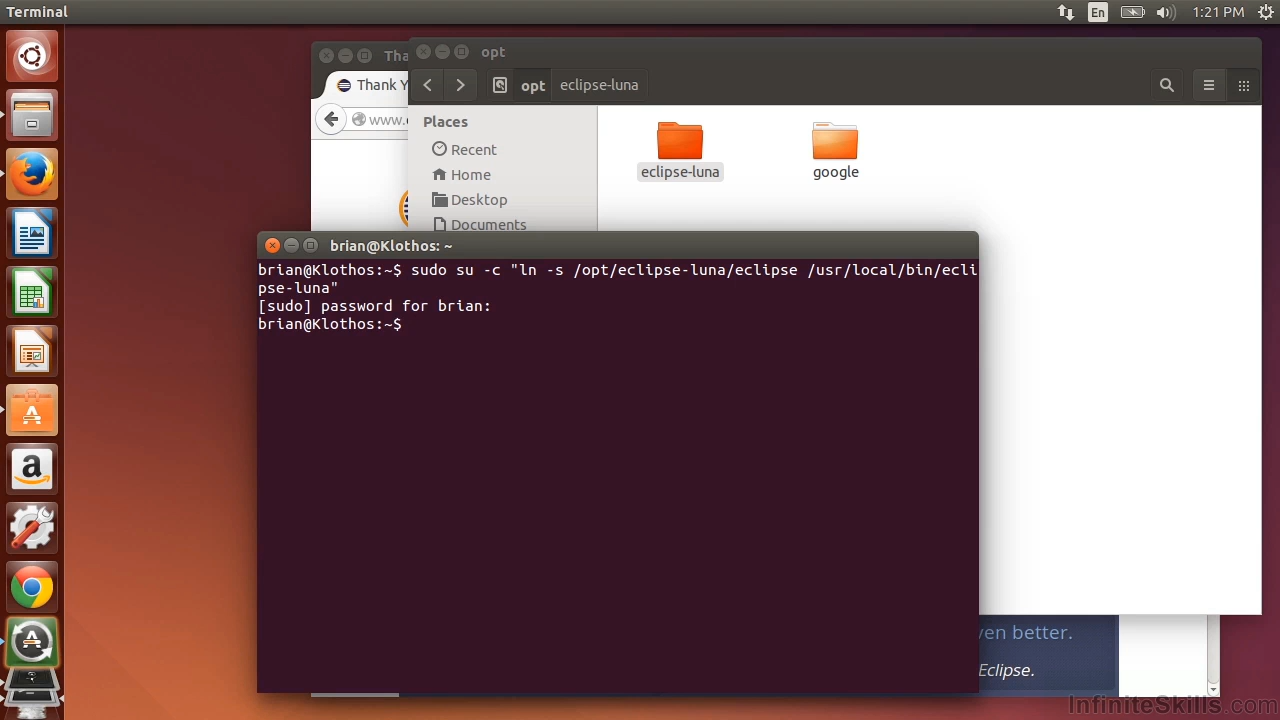 Terminal
En
1:21 PM
Tha
opt
Thank Y
opt
eclipse-luna
www.
Places
Recent
Home
Desktop
Documents
eclipse-luna
google
brian@Klothos: ~
brian@Klothos:~$ sudo su -c "ln -s /opt/eclipse-luna/eclipse /usr/local/bin/ecli
pse-luna"
[sudo] password for brian:
brian@Klothos:~$
ven better.
Eclipse.
InfiniteSkills.com